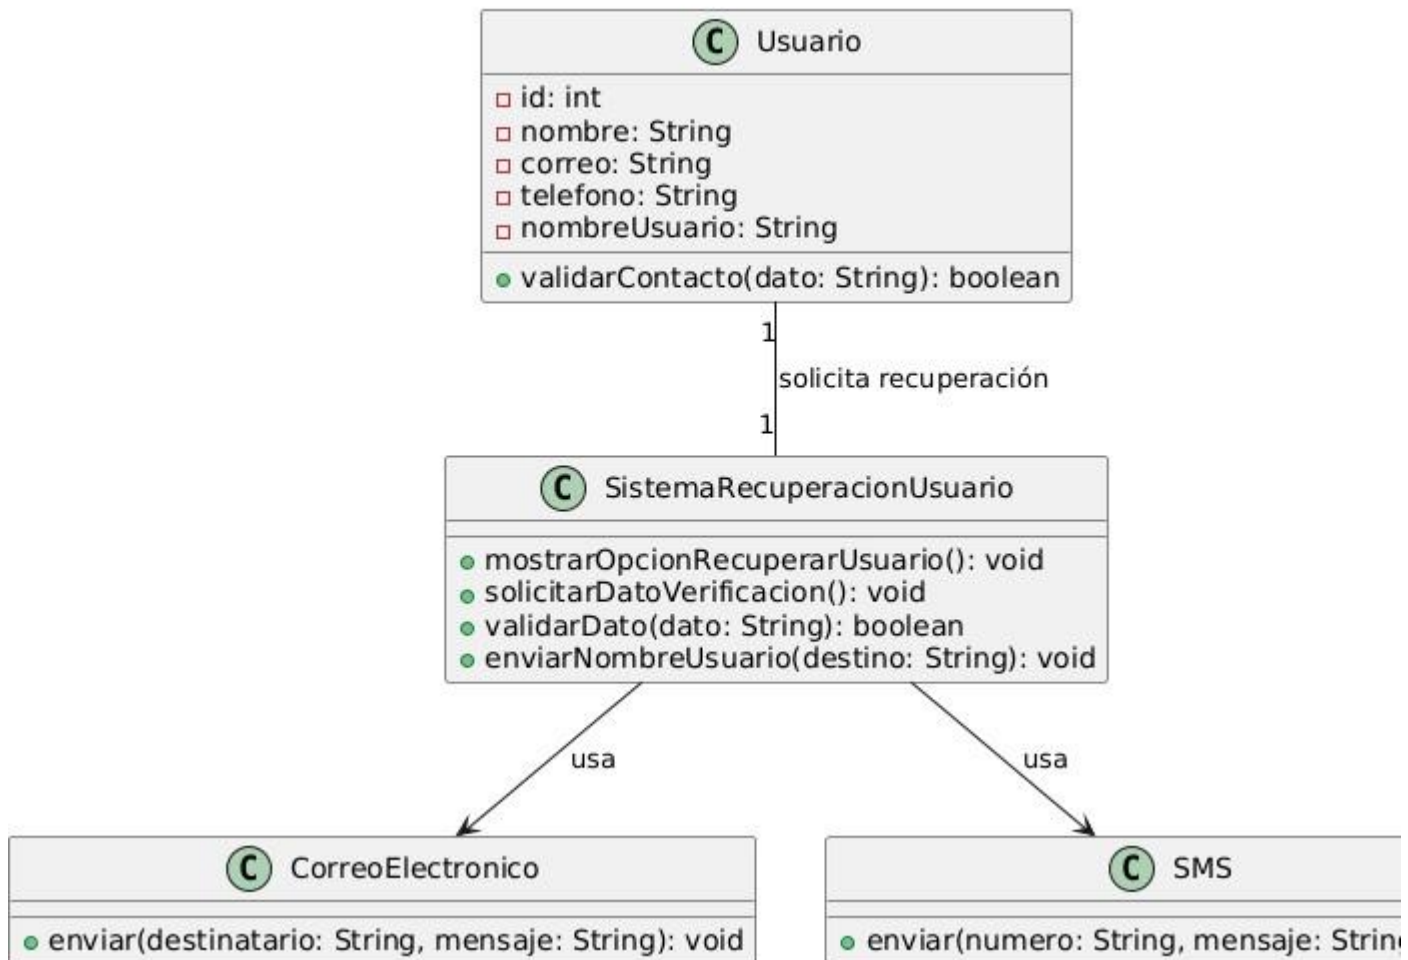 C Usuario
id: int
nombre: String
correo: String
telefono: String
nombreUsuario: String
validarContacto(dato: String): boolean
1
solicita recuperación
1
C SistemaRecuperacionUsuario
mostrarOpcionRecuperarUsuario(): void
solicitarDatoVerificacion(): void
validarDato(dato: String): boolean
enviarNombreUsuario(destino: String): void
usa
usa
C CorreoElectronico
enviar(destinatario: String, mensaje: String): void
C SMS
enviar(numero: String, mensaje: String